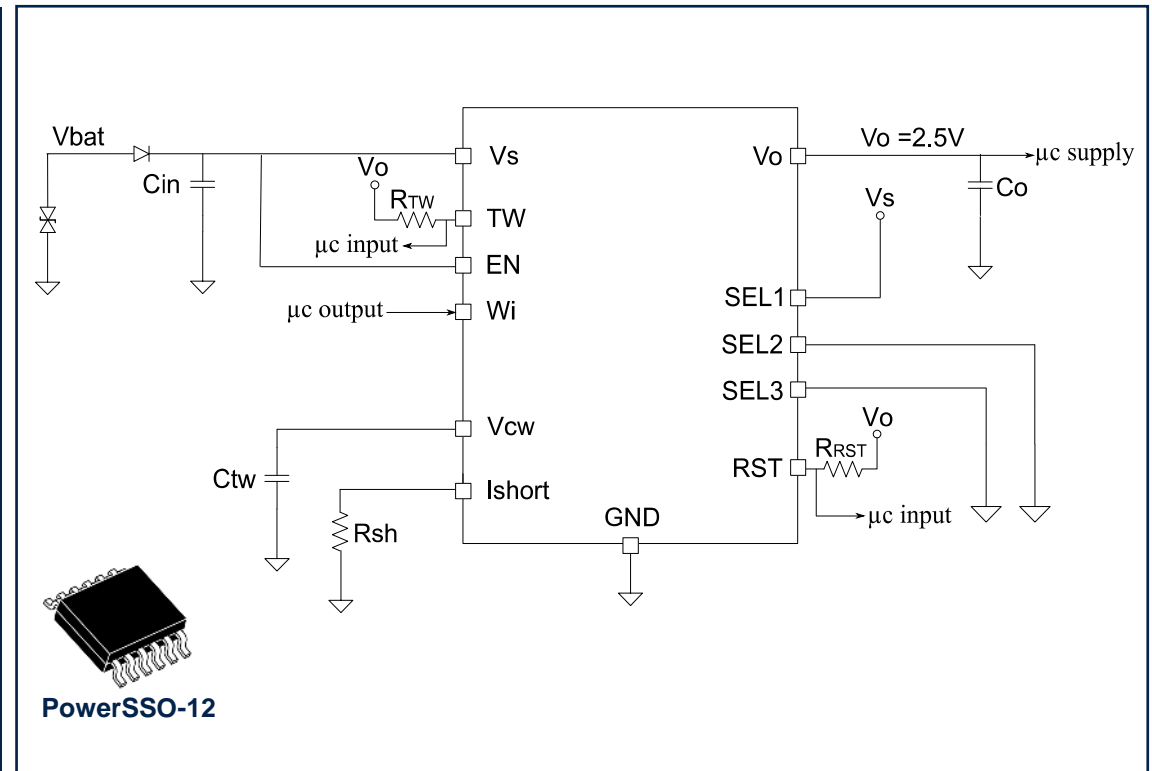 Vbat
Cin
Vo
RTW
µc input
µc output
Vs
TW
EN
Wi
Vcw
Ishort
Ctw
Rsh
GND
Vo
Vo =2.5V
µc supply
Co
Vs
SEL1
SEL2
SEL3
RST
RRST
Vo
µc input
PowerSSO-12